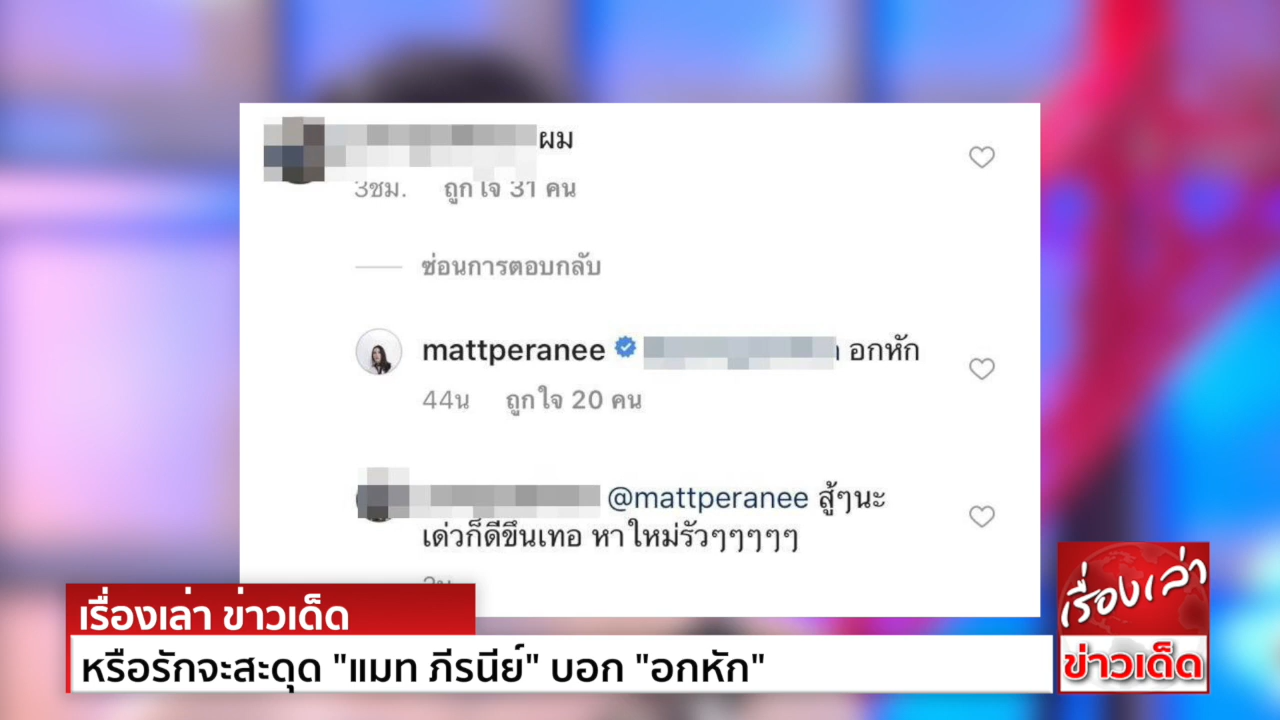 ผม
3ชม. ถูกใจ 31 คน
ซ่อนการตอบกลับ
mattperanee อกหัก
44น ถูกใจ 20 คน
@mattperanee สู้ๆนะ
เด่วก็ดีขึนเทอ หาใหม่รัวๆๆๆๆๆ
เรื่องเล่า ข่าวเด็ด
หรือรักจะสะดุด "แมท ภีรนีย์" บอก "อกหัก"
เรื่องเล่า
ข่าวเด็ด